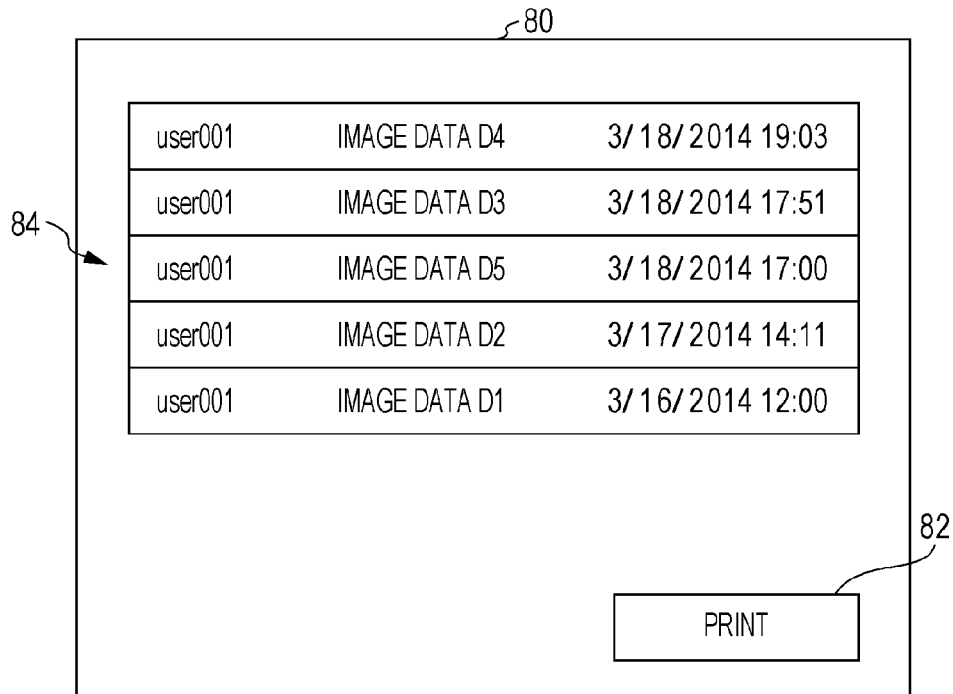 80
user001 IMAGE DATA D4 3/18/2014 19:03
user001 IMAGE DATA D3 3/18/2014 17:51
84
user001 IMAGE DATA D5 3/18/2014 17:00
user001 IMAGE DATA D2 3/17/2014 14:11
user001 IMAGE DATA D1 3/16/2014 12:00
82
PRINT